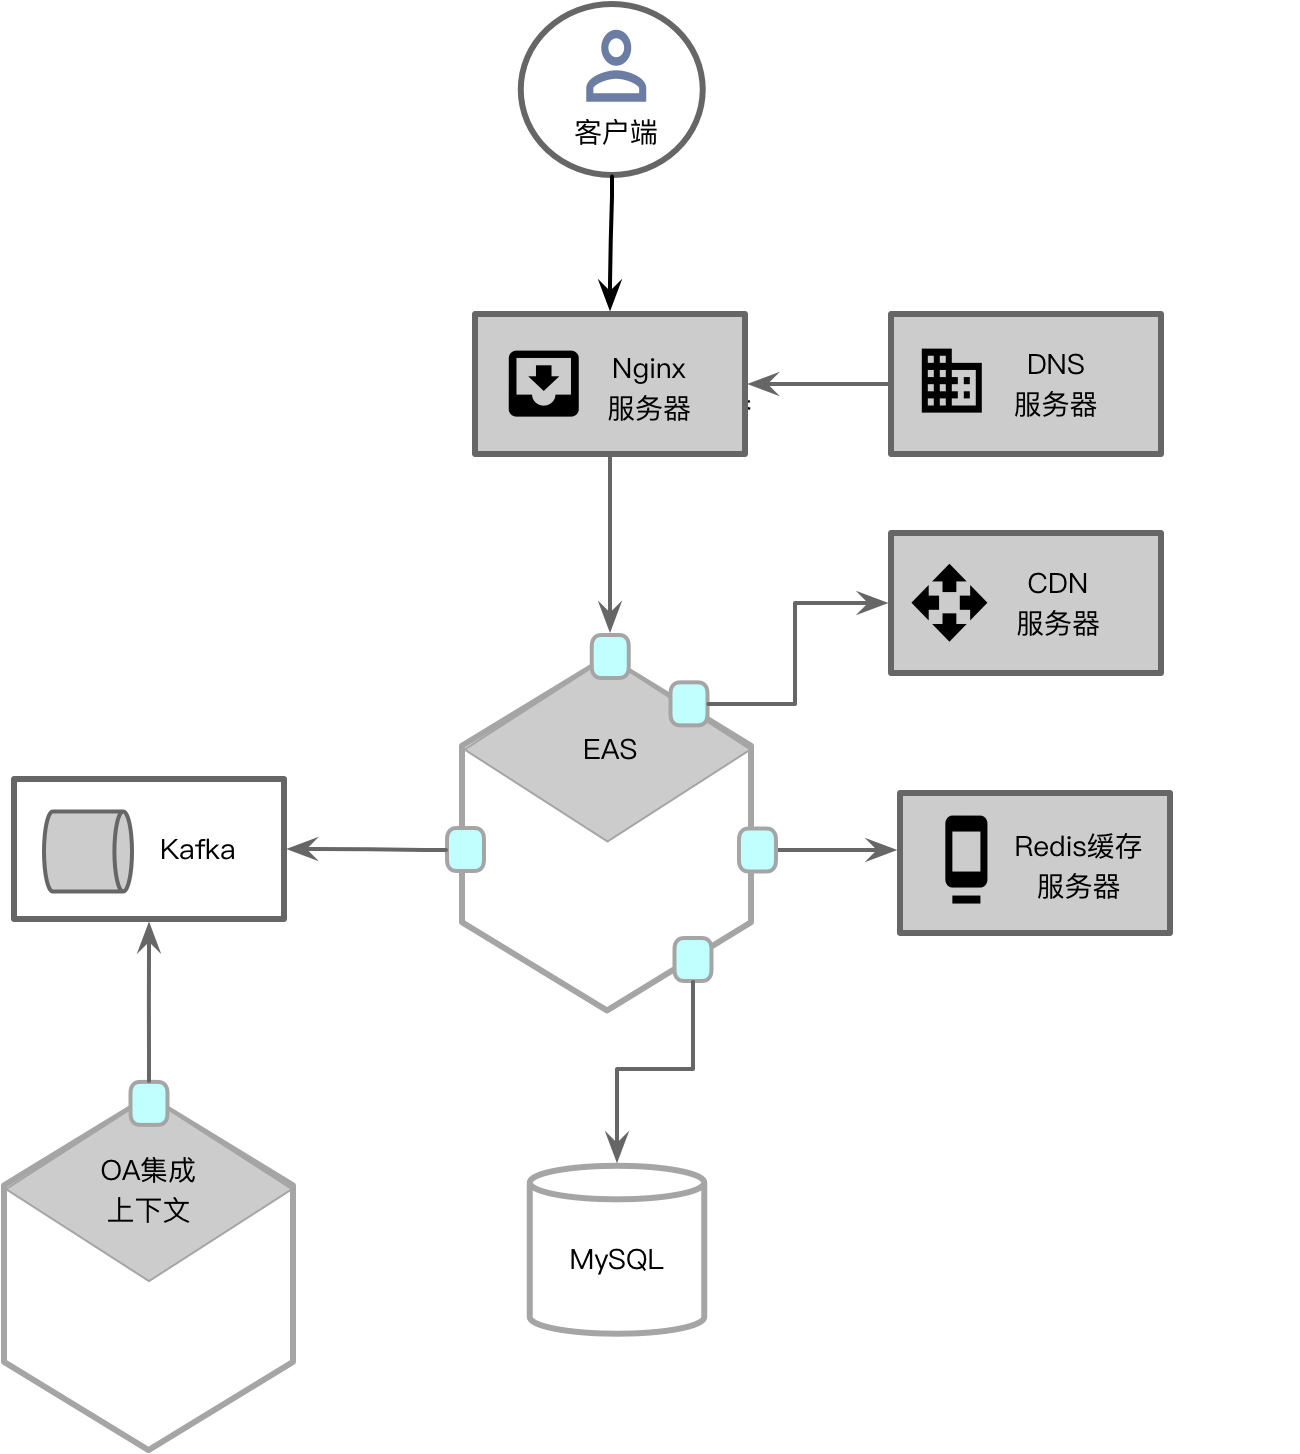 客户端
Nginx
服务器
DNS
服务器
CDN
服务器
EAS
Kafka
Redis缓存
服务器
OA集成
上下文
MySQL